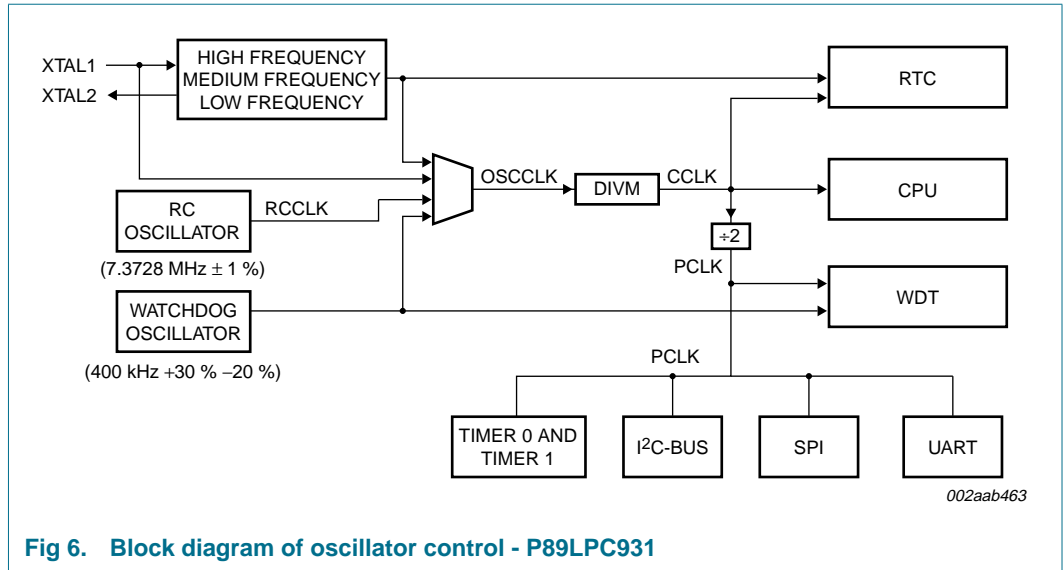 XTAL1
XTAL2
HIGH FREQUENCY
MEDIUM FREQUENCY
LOW FREQUENCY
RTC
OSCCLK
DIVM
CCLK
CPU
RC
OSCILLATOR
RCCLK
(7.3728 MHz ± 1 %)
÷2
PCLK
WDT
WATCHDOG
OSCILLATOR
(400 kHz +30 % −20 %)
PCLK
TIMER 0 AND
TIMER 1
I²C-BUS
SPI
UART
002aab463
Fig 6. Block diagram of oscillator control - P89LPC931